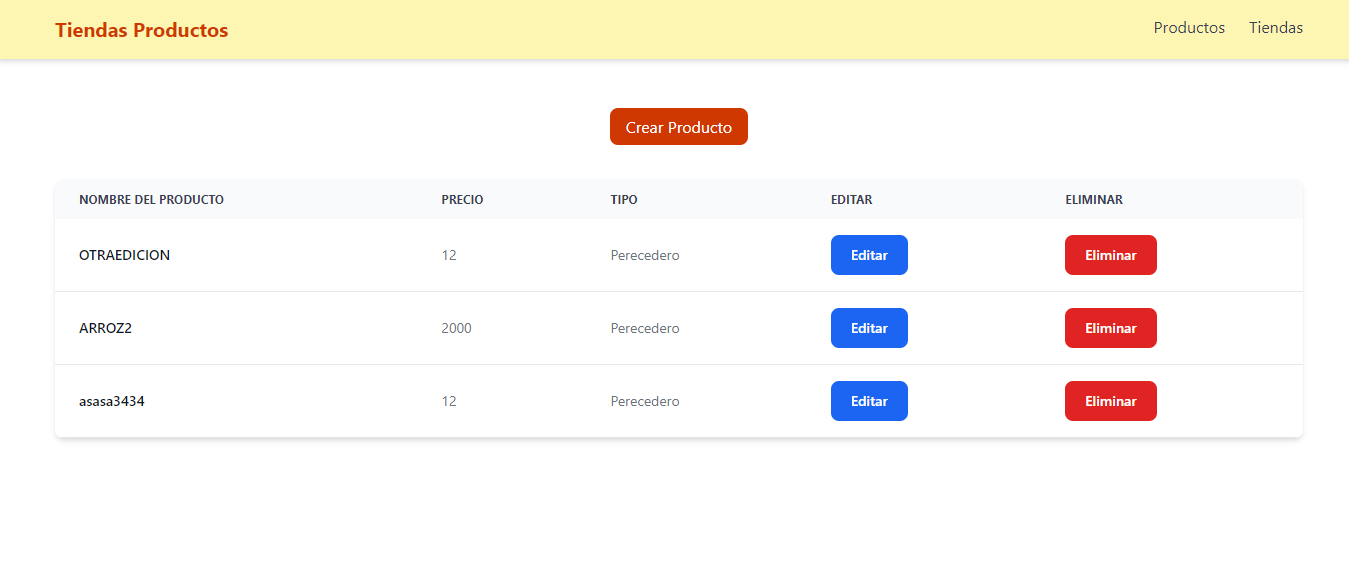 Tiendas Productos Productos Tiendas
Crear Producto
NOMBRE DEL PRODUCTO PRECIO TIPO EDITAR ELIMINAR
OTRAEDICION 12 Perecedero Editar Eliminar
ARROZ2 2000 Perecedero Editar Eliminar
asasa3434 12 Perecedero Editar Eliminar